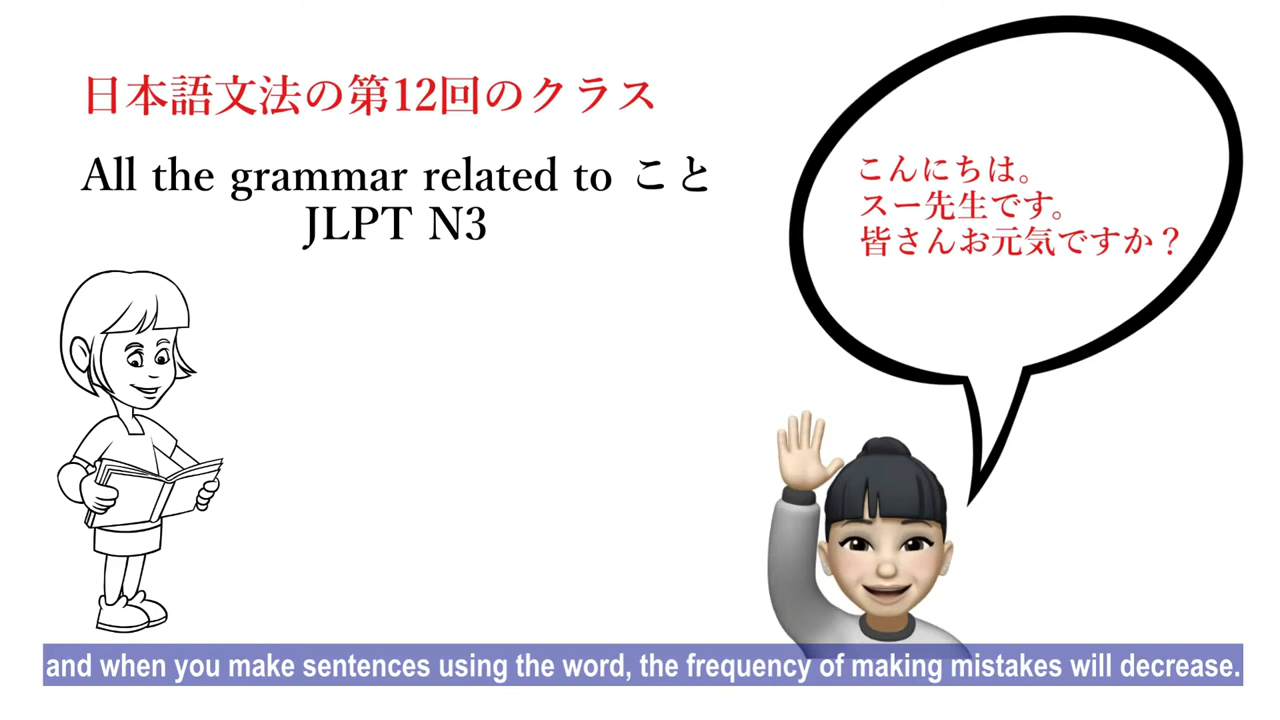 日本語文法の第12回のクラス
All the grammar related to こと
JLPT N3
こんにちは。
スー先生です。
皆さんお元気ですか？
and when you make sentences using the word, the frequency of making mistakes will decrease.